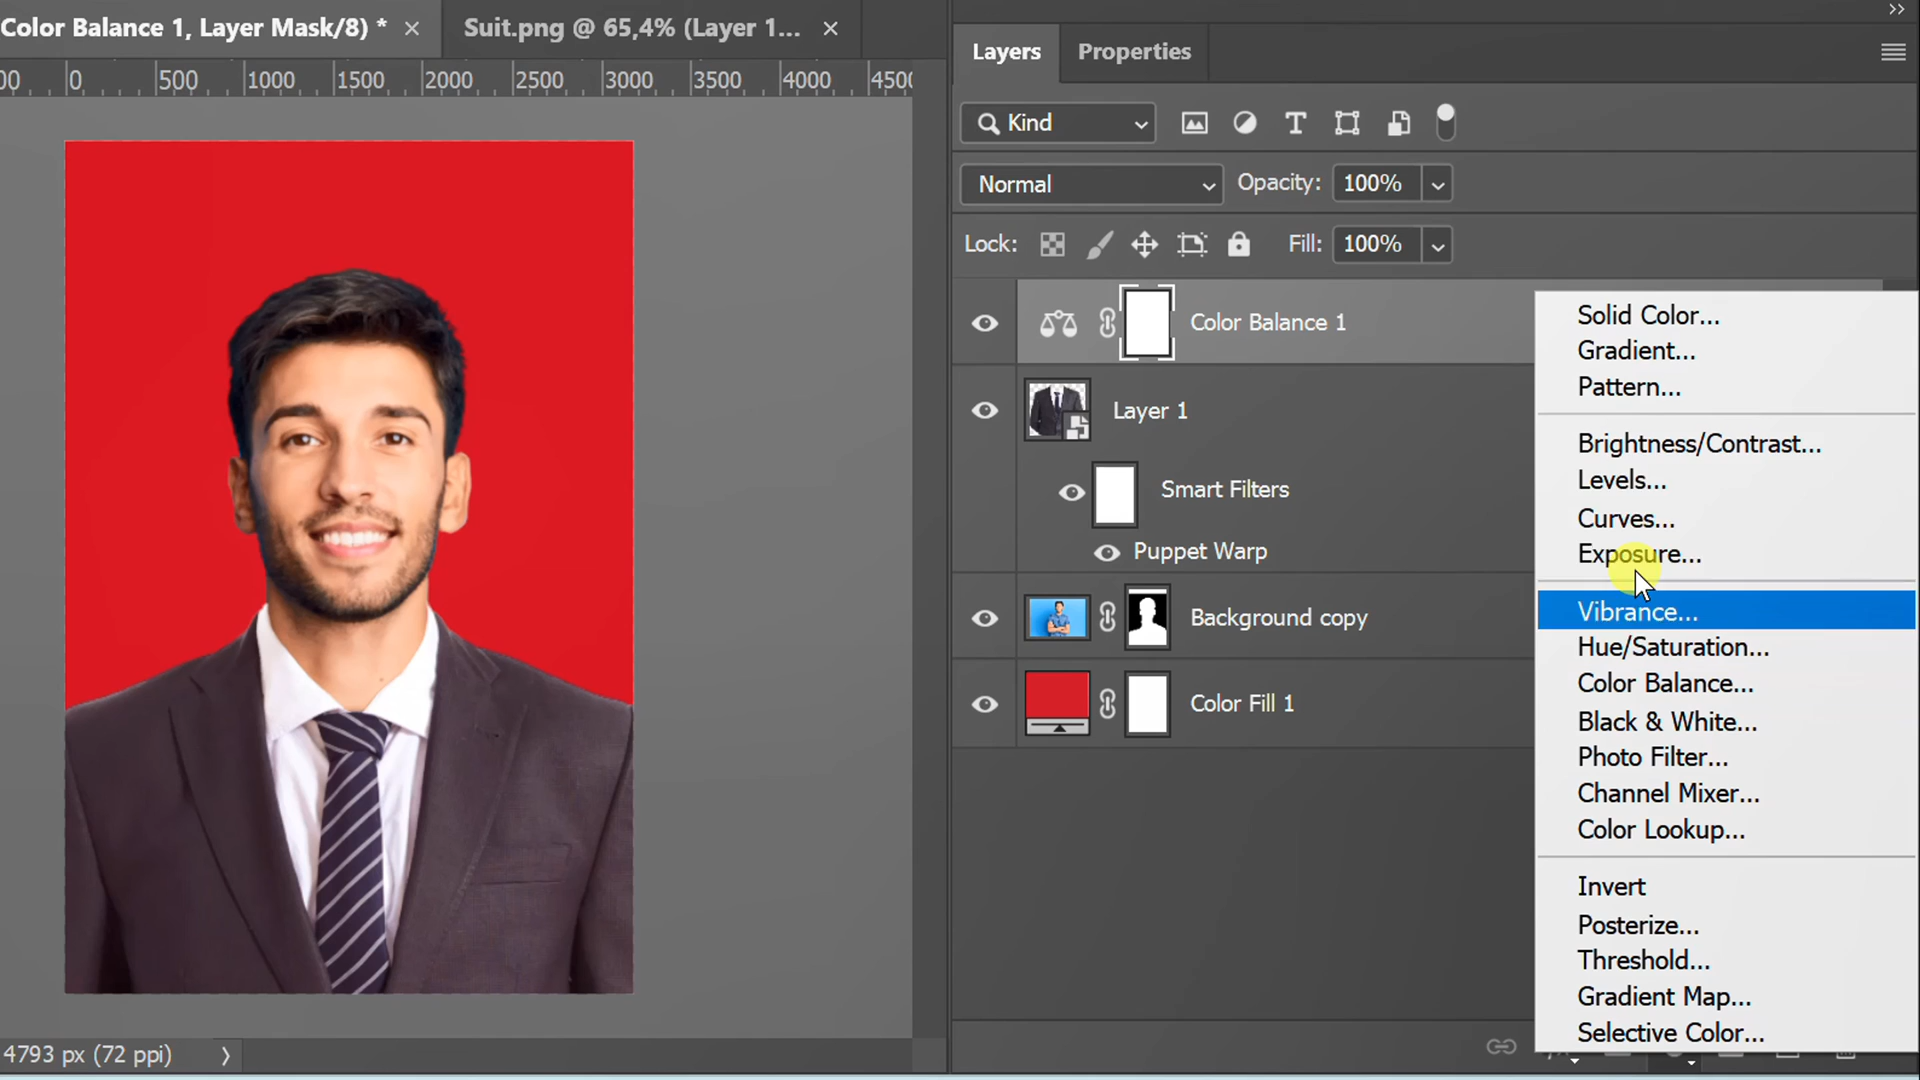 Color Balance 1, Layer Mask/8) * ×
Suit.png @ 65,4% (Layer 1... ×
00 0 500 1000 1500 2000 2500 3000 3500 4000 450
4793 px (72 ppi)
Layers Properties
Kind
Normal Opacity: 100%
Lock: Fill: 100%
Color Balance 1
Layer 1
Smart Filters
Puppet Warp
Background copy
Color Fill 1
Solid Color...
Gradient...
Pattern...
Brightness/Contrast...
Levels...
Curves...
Exposure...
Vibrance...
Hue/Saturation...
Color Balance...
Black & White...
Photo Filter...
Channel Mixer...
Color Lookup...
Invert
Posterize...
Threshold...
Gradient Map...
Selective Color...